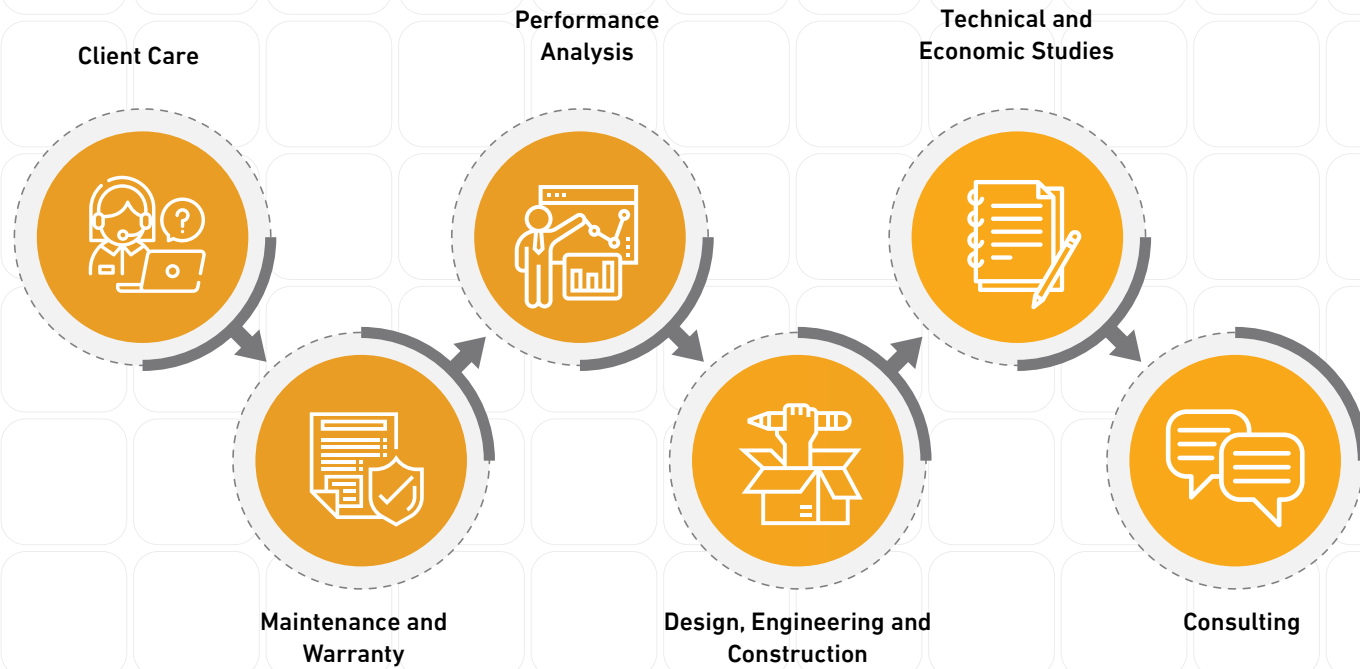 Client Care
Maintenance and
Warranty
Performance
Analysis
Design, Engineering and
Construction
Technical and
Economic Studies
Consulting
?